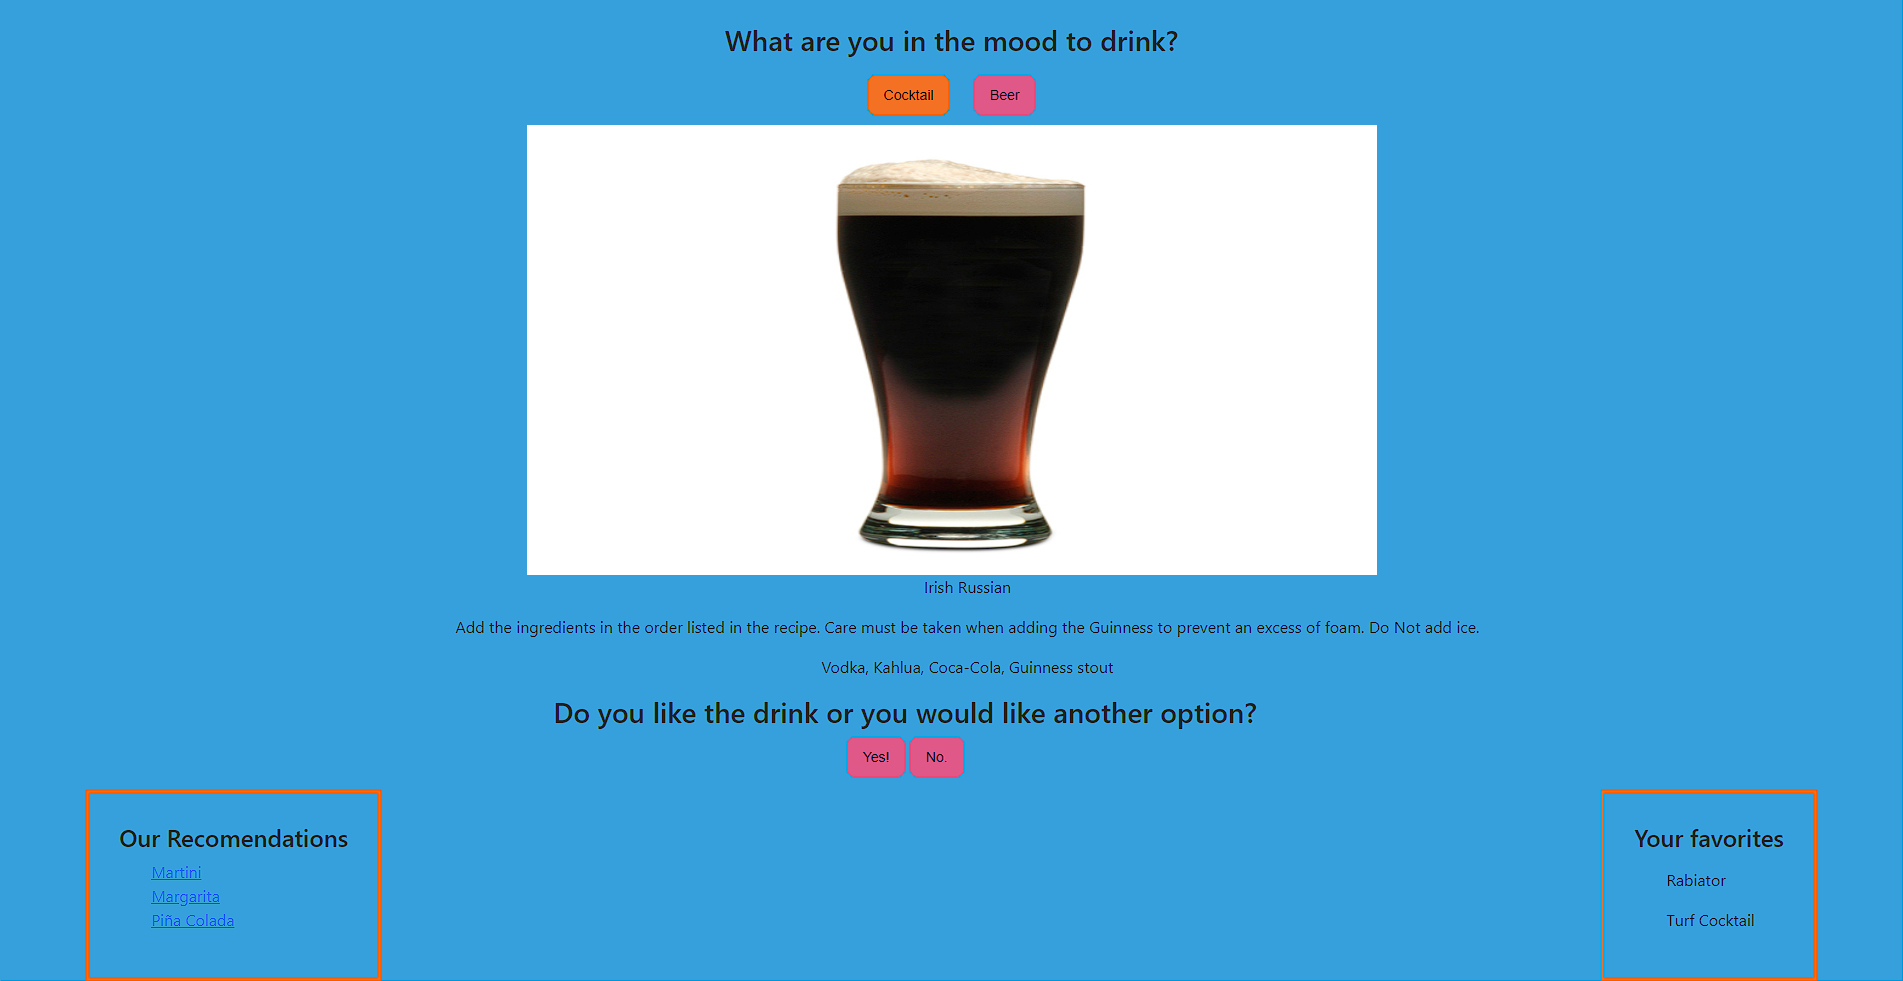 What are you in the mood to drink?
Cocktail
Beer
Irish Russian
Add the ingredients in the order listed in the recipe. Care must be taken when adding the Guinness to prevent an excess of foam. Do Not add ice.
Vodka, Kahlua, Coca-Cola, Guinness stout
Do you like the drink or you would like another option?
Yes!
No.
Our Recomendations
Martini
Margarita
Piña Colada
Your favorites
Rabiator
Turf Cocktail